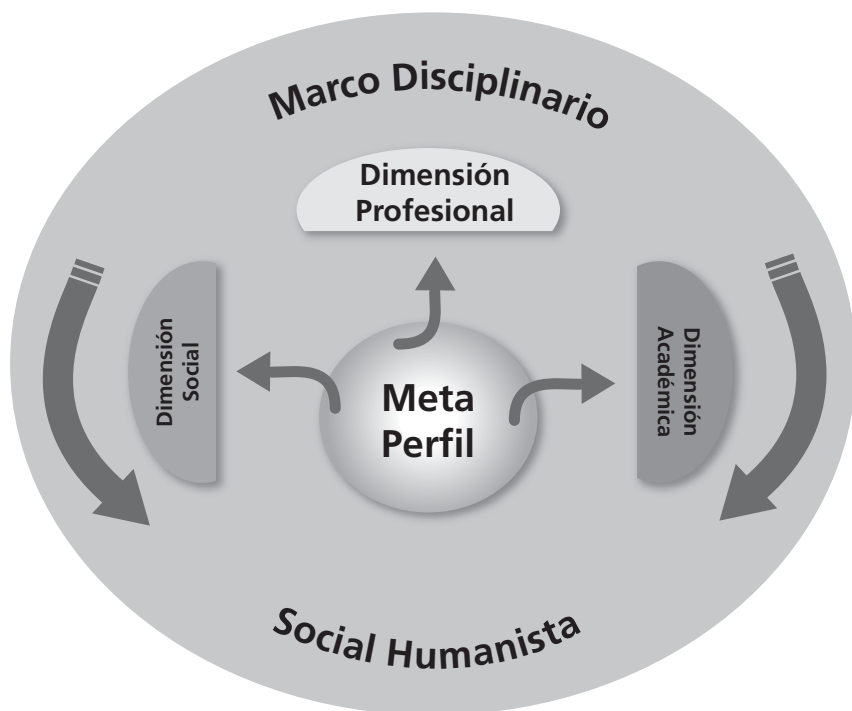 Marco Disciplinario
Dimensión
Profesional
Dimensión
Social
Meta
Perfil
Dimensión
Académica
Social Humanista